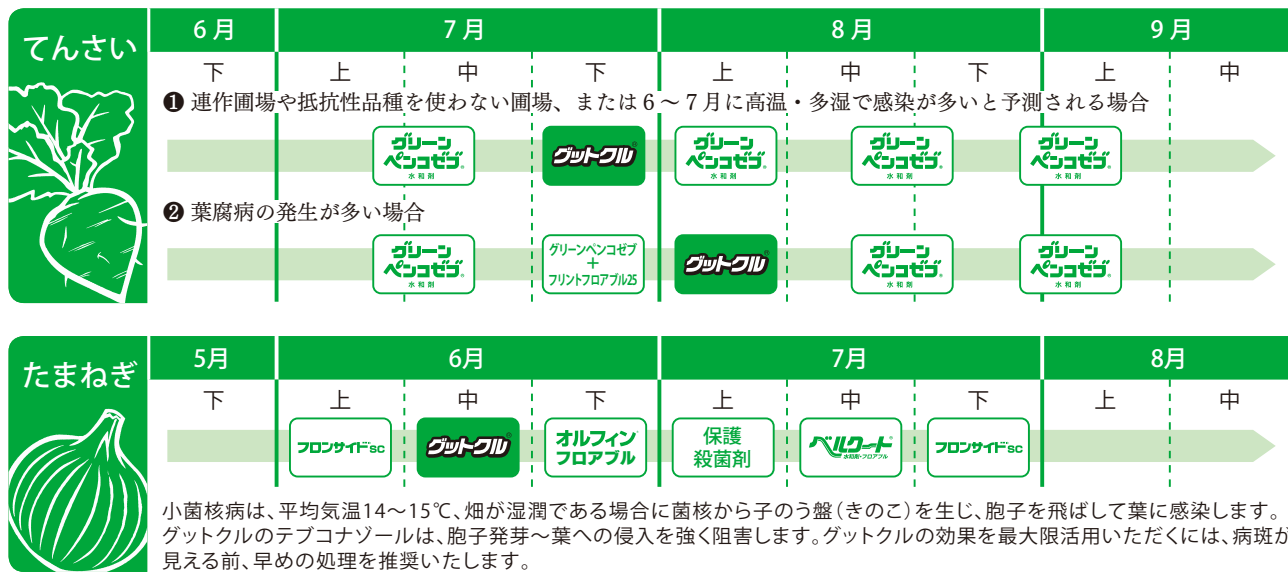 てんさい
6月 7月 8月 9月
下 上 中 下 上 中 下 上 中
❶ 連作圃場や抵抗性品種を使わない圃場、または6~7月に高温・多湿で感染が多いと予測される場合
グリーンペンコゼブ® 水和剤 グットクル® グリーンペンコゼブ® 水和剤 グリーンペンコゼブ® 水和剤 グリーンペンコゼブ® 水和剤
❷ 葉腐病の発生が多い場合
グリーンペンコゼブ® 水和剤 グリーンペンコゼブ+フリントフロアブル25 グットクル® グリーンペンコゼブ® 水和剤 グリーンペンコゼブ® 水和剤
たまねぎ
5月 6月 7月 8月
下 上 中 下 上 中 下 上 中
フロンサイドSC グットクル® オルフィンフロアブル 保護殺菌剤 ベルクート® 水和剤・フロアブル フロンサイドSC
小菌核病は、平均気温14~15℃、畑が湿潤である場合に菌核から子のう盤(きのこ)を生じ、胞子を飛ばして葉に感染します。
グットクルのテブコナゾールは、胞子発芽~葉への侵入を強く阻害します。グットクルの効果を最大限活用いただくには、病斑が
見える前、早めの処理を推奨いたします。